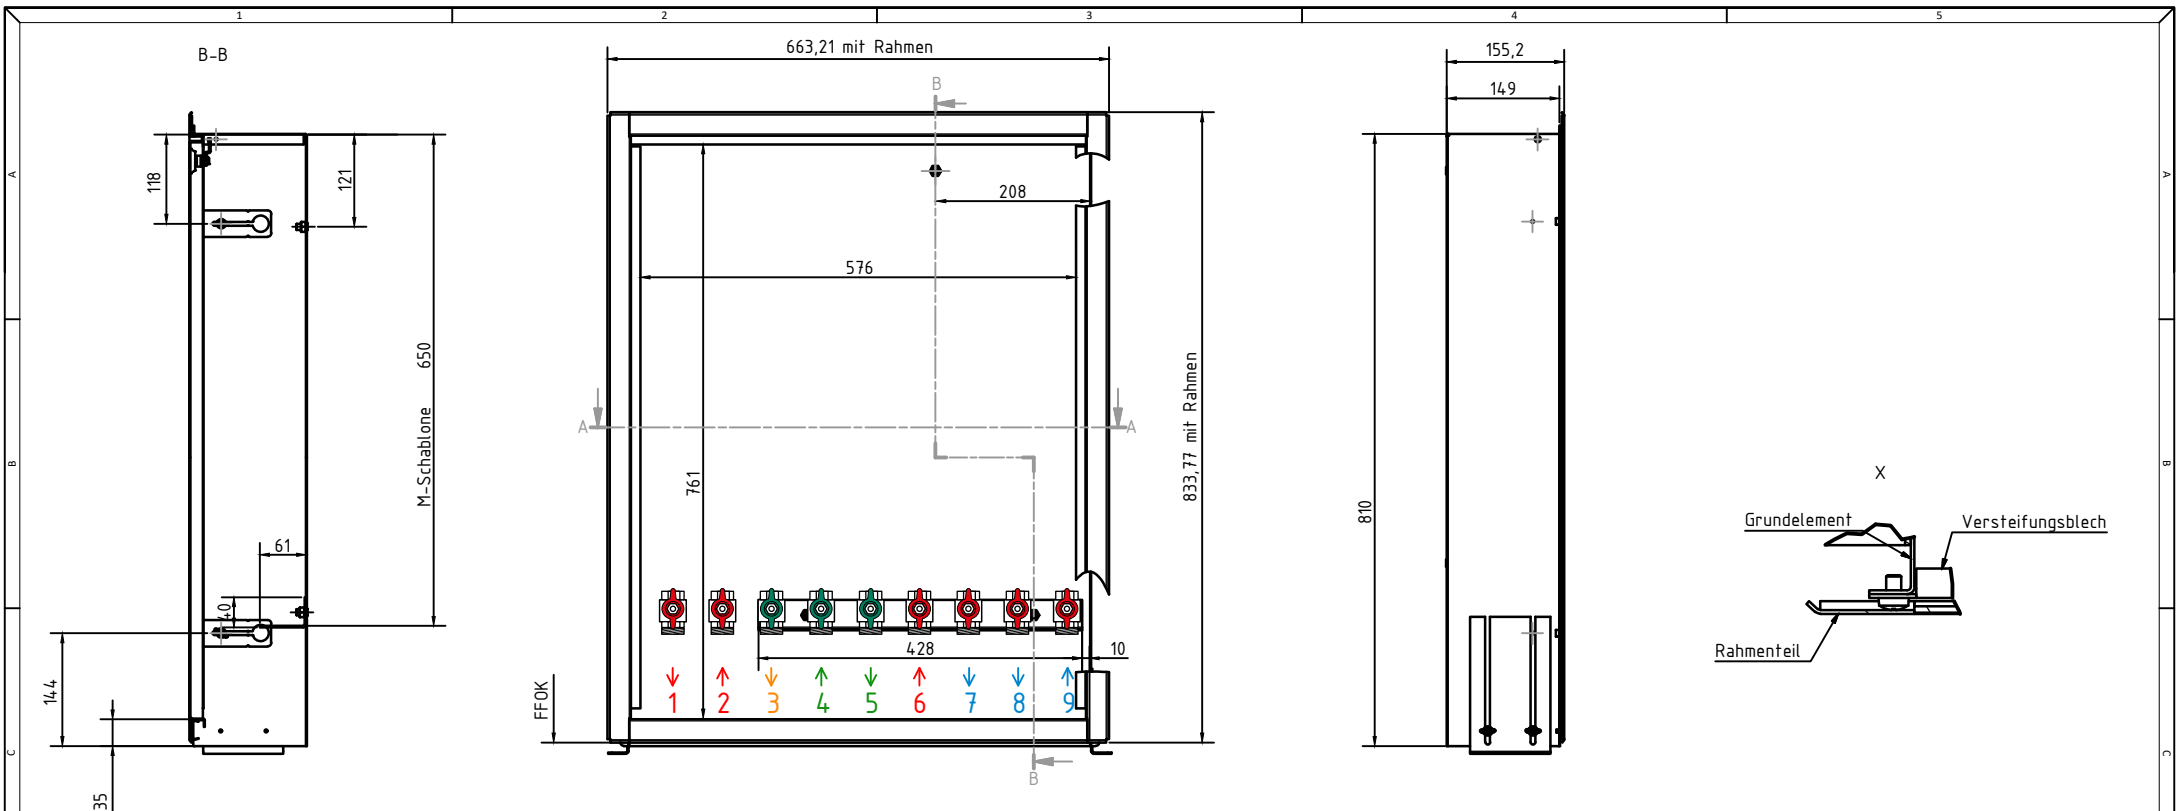 1 2 3 4 5
B-B
663,21 mit Rahmen
155,2
149
B
A
A
118
121
208
576
650
M-Schablone
833,77 mit Rahmen
761
810
A
A
B
B
X
Grundelement
Versteifungsblech
Rahmenteil
61
40
144
35
428
10
FFOK
1 2 3 4 5 6 7 8 9
B
C
C